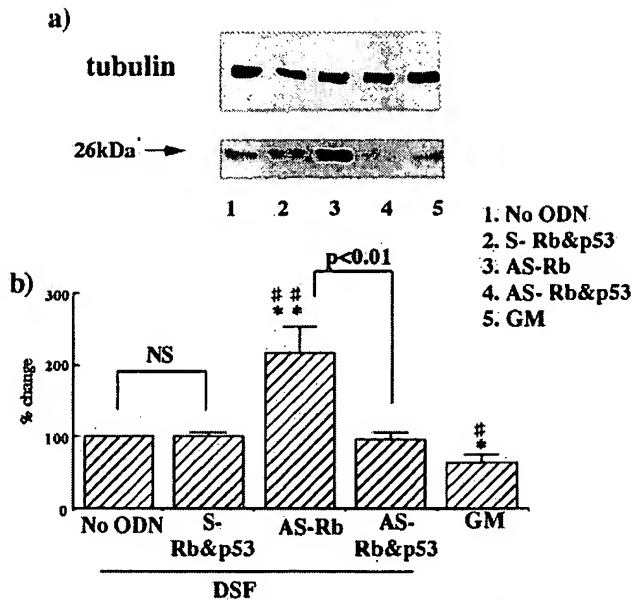 a)
tubulin
26kDa
1 2 3 4 5
1. No ODN
2. S- Rb&p53
3. AS-Rb
4. AS- Rb&p53
5. GM
b)
p<0.01
300
200
100
0
% change
NS
# #
* *
#
*
No ODN
S-
Rb&p53
AS-Rb
AS-
Rb&p53
GM
DSF